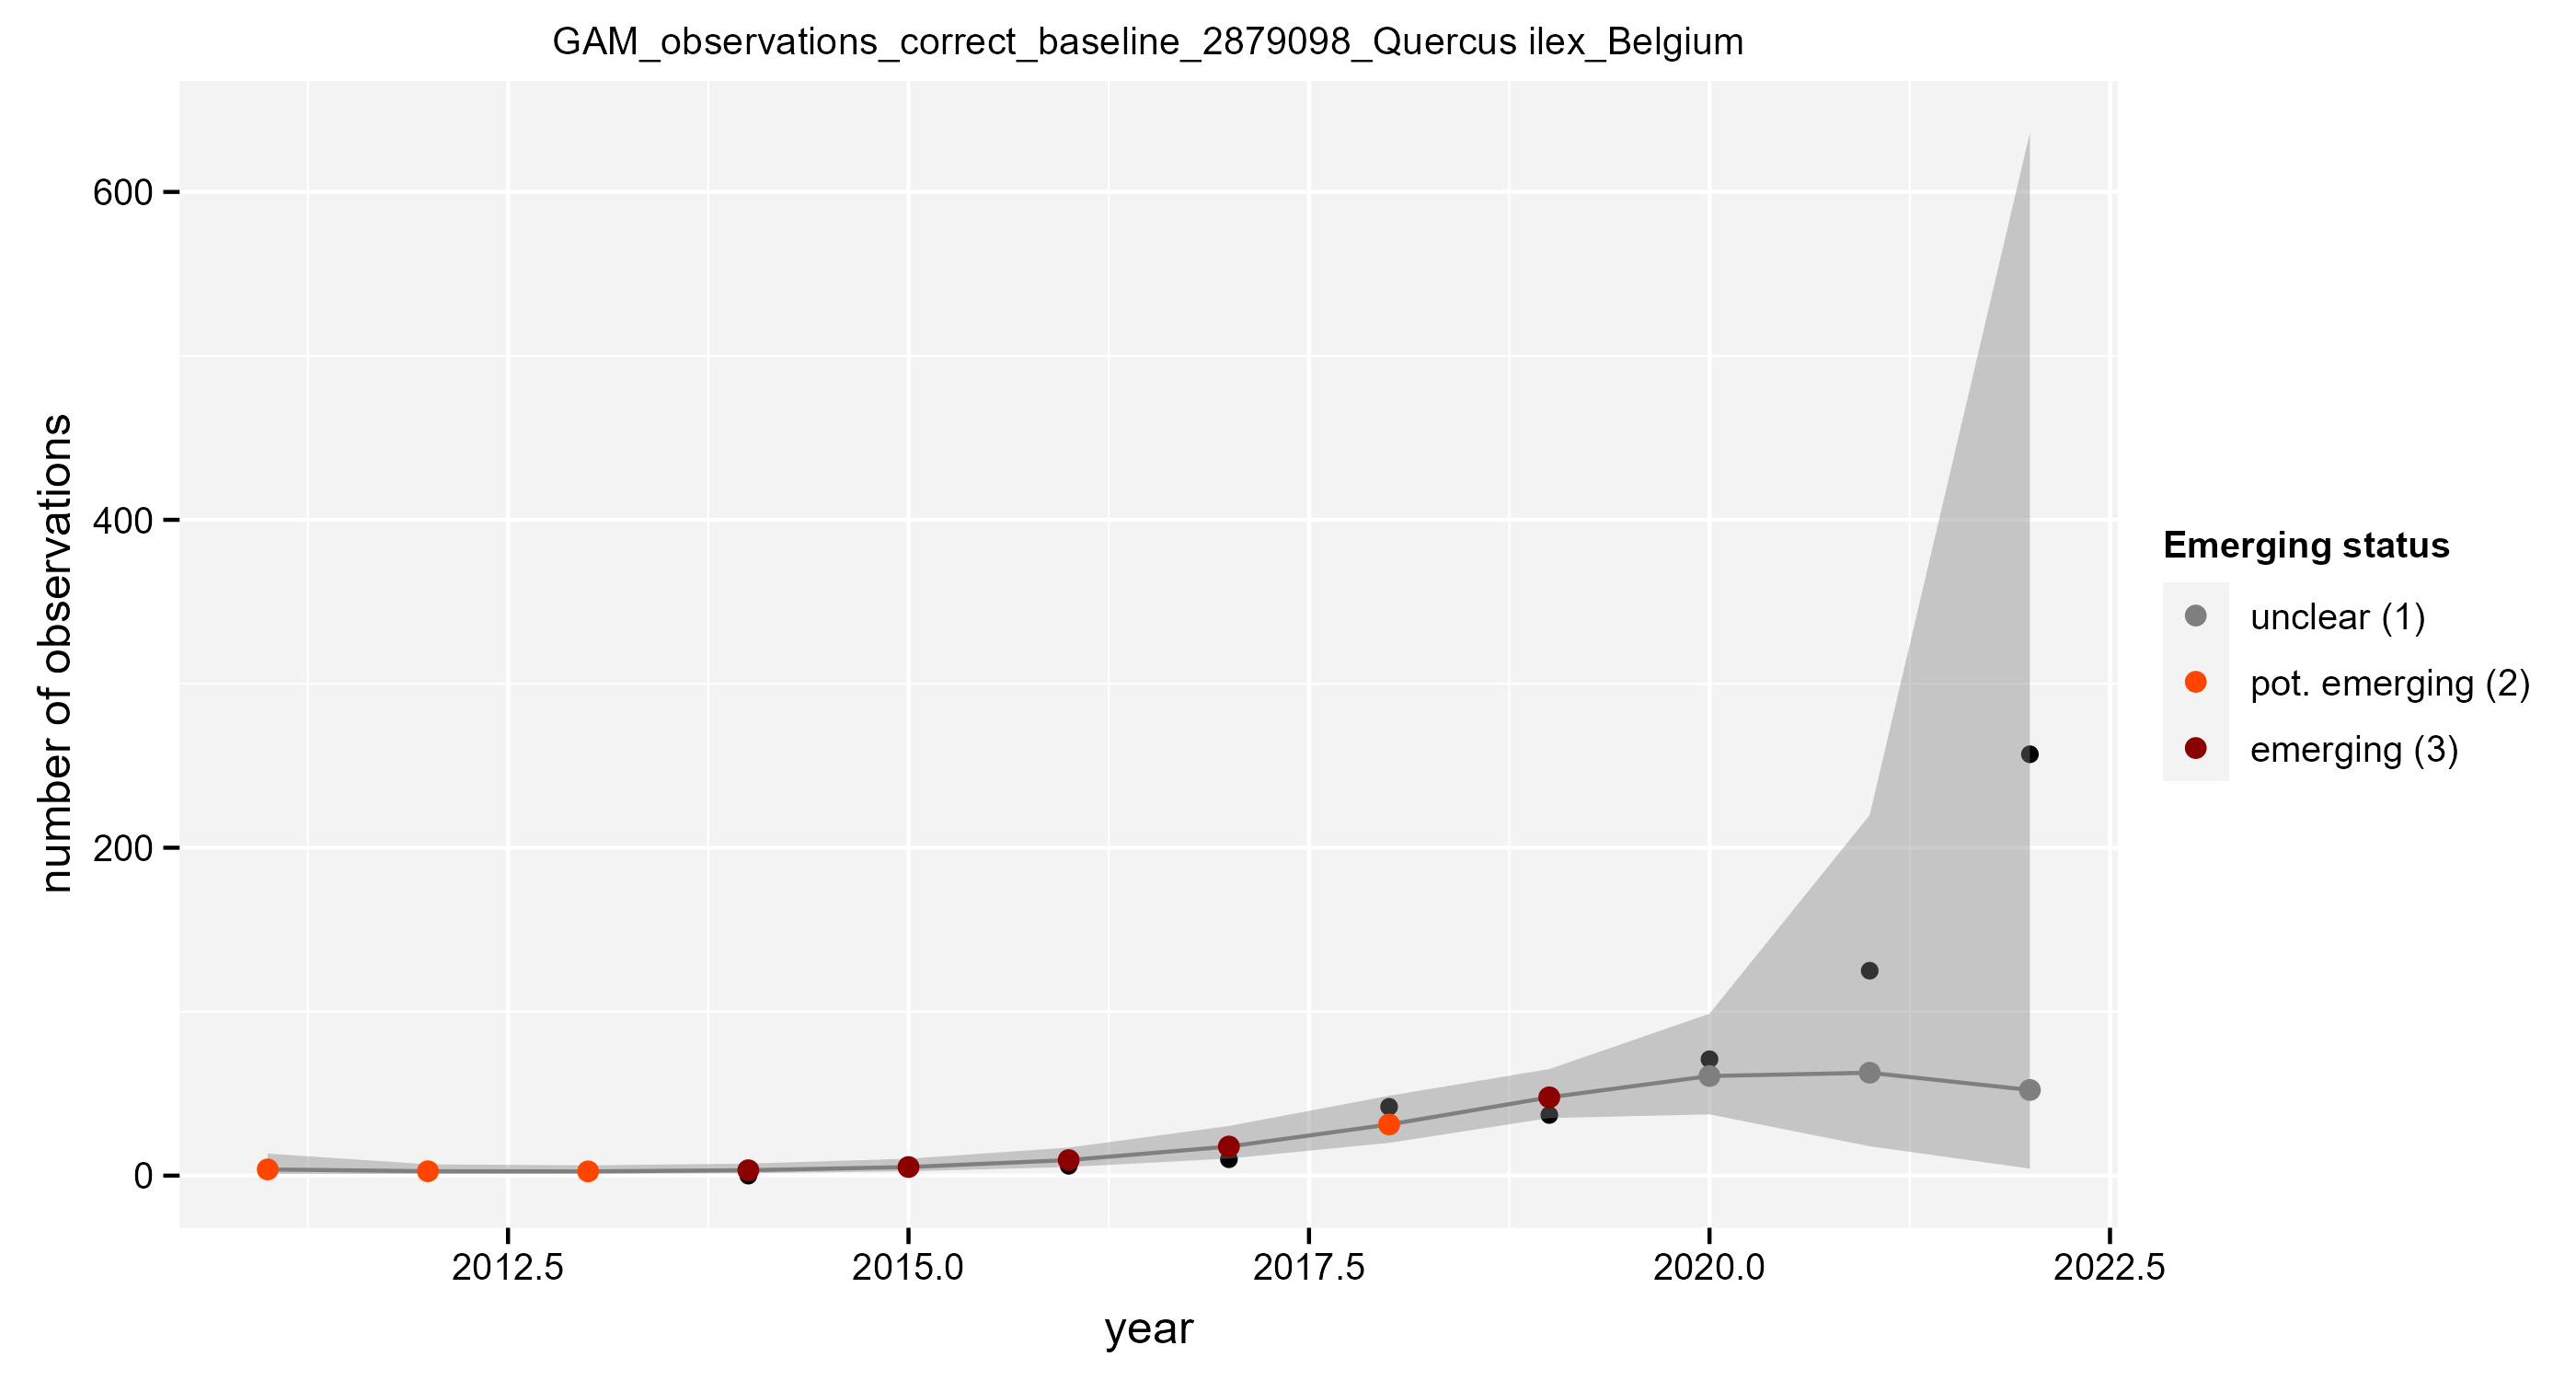 GAM_observations_correct_baseline_2879098_Quercus ilex_Belgium
number of observations
600
400
200
0
2012.5 2015.0 2017.5 2020.0 2022.5
year
Emerging status
unclear (1)
pot. emerging (2)
emerging (3)